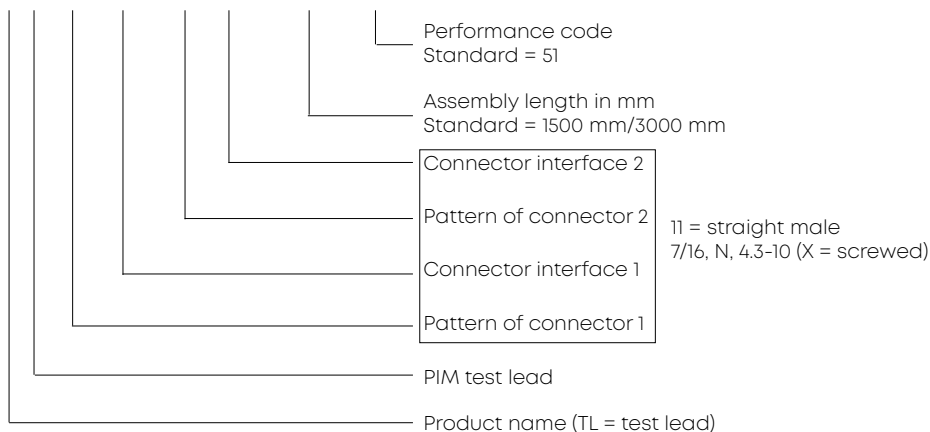 Performance code
Standard = 51
Assembly length in mm
Standard = 1500 mm/3000 mm
Connector interface 2
Pattern of connector 2
11 = straight male
7/16, N, 4.3-10 (X = screwed)
Connector interface 1
Pattern of connector 1
PIM test lead
Product name (TL = test lead)